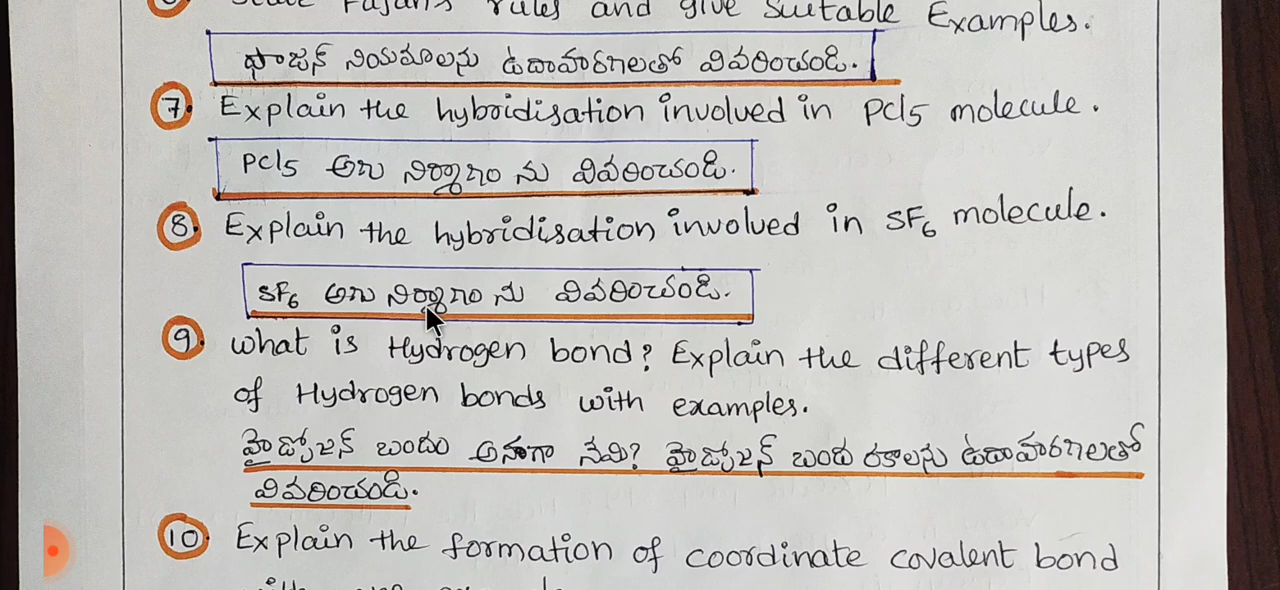 State Fajan's rules and give Suitable Examples.
ఫాజన్ నియమాలను ఉదాహరణలతో వివరించండి.
7. Explain the hybridisation involved in PCl5 molecule.
PCl5 అణు నిర్మాణం ను వివరించండి.
8. Explain the hybridisation involved in SF6 molecule.
SF6 అణు నిర్మాణం ను వివరించండి.
9. What is Hydrogen bond? Explain the different types
of Hydrogen bonds with examples.
హైడ్రోజన్ బందం అనగా నేమి? హైడ్రోజన్ బంద రకాలను ఉదాహరణలతో
వివరించండి.
10. Explain the formation of coordinate covalent bond